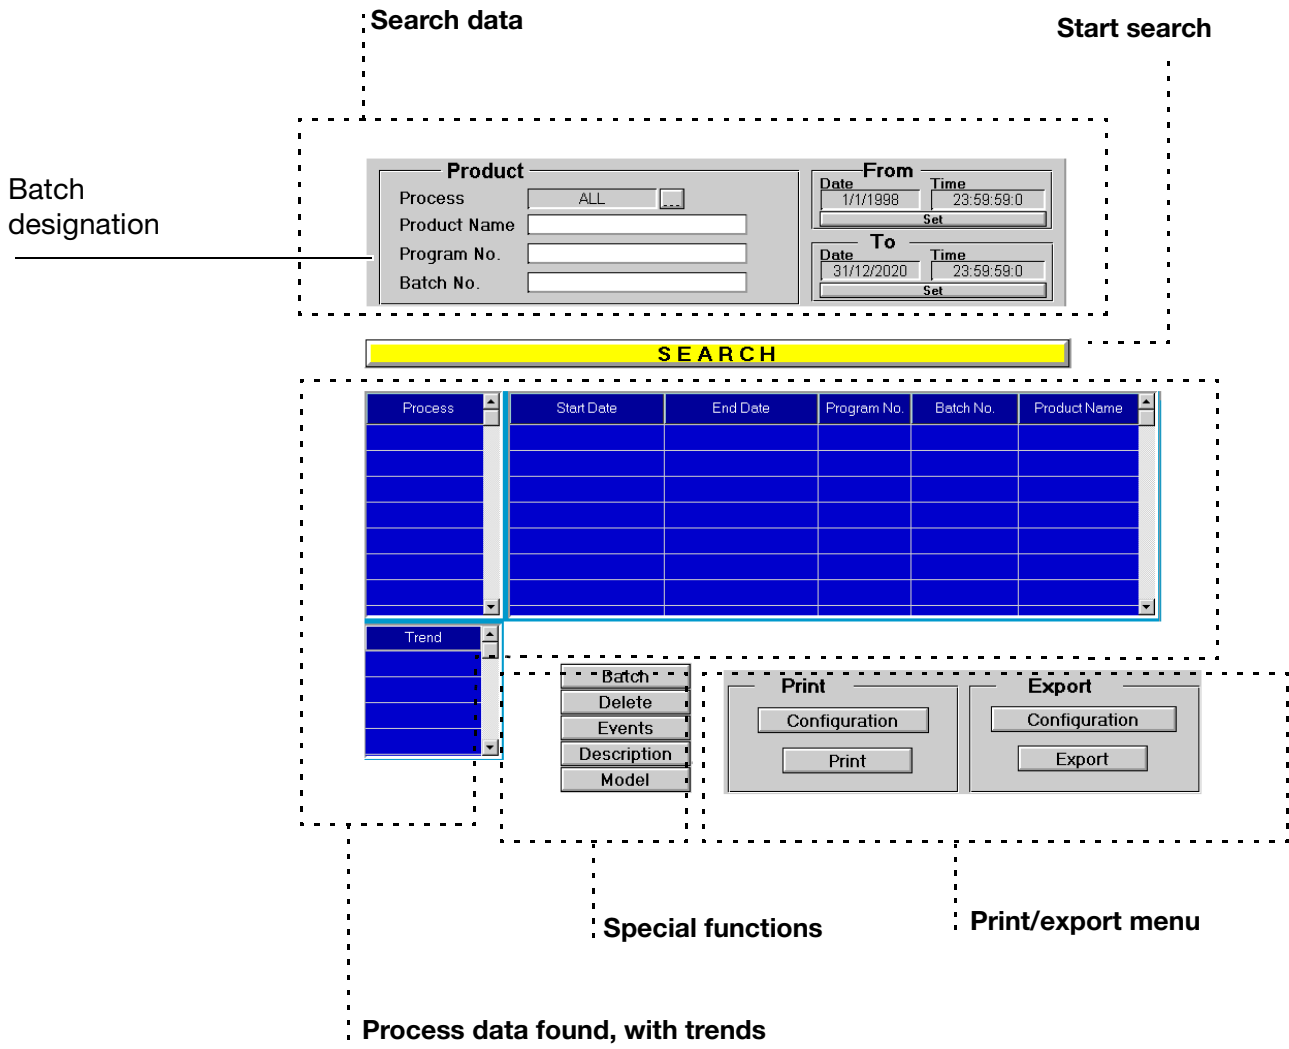 Search data
Start search
Batch
designation
Product
Process ALL ...
Product Name
Program No.
Batch No.
From
Date Time
1/1/1998 23:59:59:0
Set
To
Date Time
31/12/2020 23:59:59:0
Set
SEARCH
Process Start Date End Date Program No. Batch No. Product Name
Trend
Batch
Delete
Events
Description
Model
Print
Configuration
Print
Export
Configuration
Export
Special functions
Print/export menu
Process data found, with trends